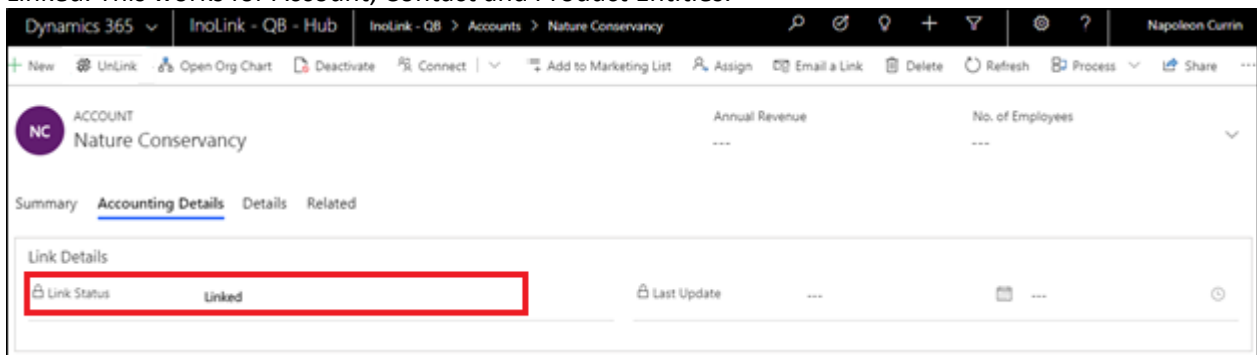 Linked. This works for Account, Contact and Product Entities.
Dynamics 365 InoLink - QB - Hub InoLink - QB > Accounts > Nature Conservancy Napoleon Currin
New UnLink Open Org Chart Deactivate Connect Add to Marketing List Assign Email a Link Delete Refresh Process Share ...
NC
ACCOUNT
Nature Conservancy
Annual Revenue
---
No. of Employees
---
Summary Accounting Details Details Related
Link Details
Link Status Linked Last Update --- ---